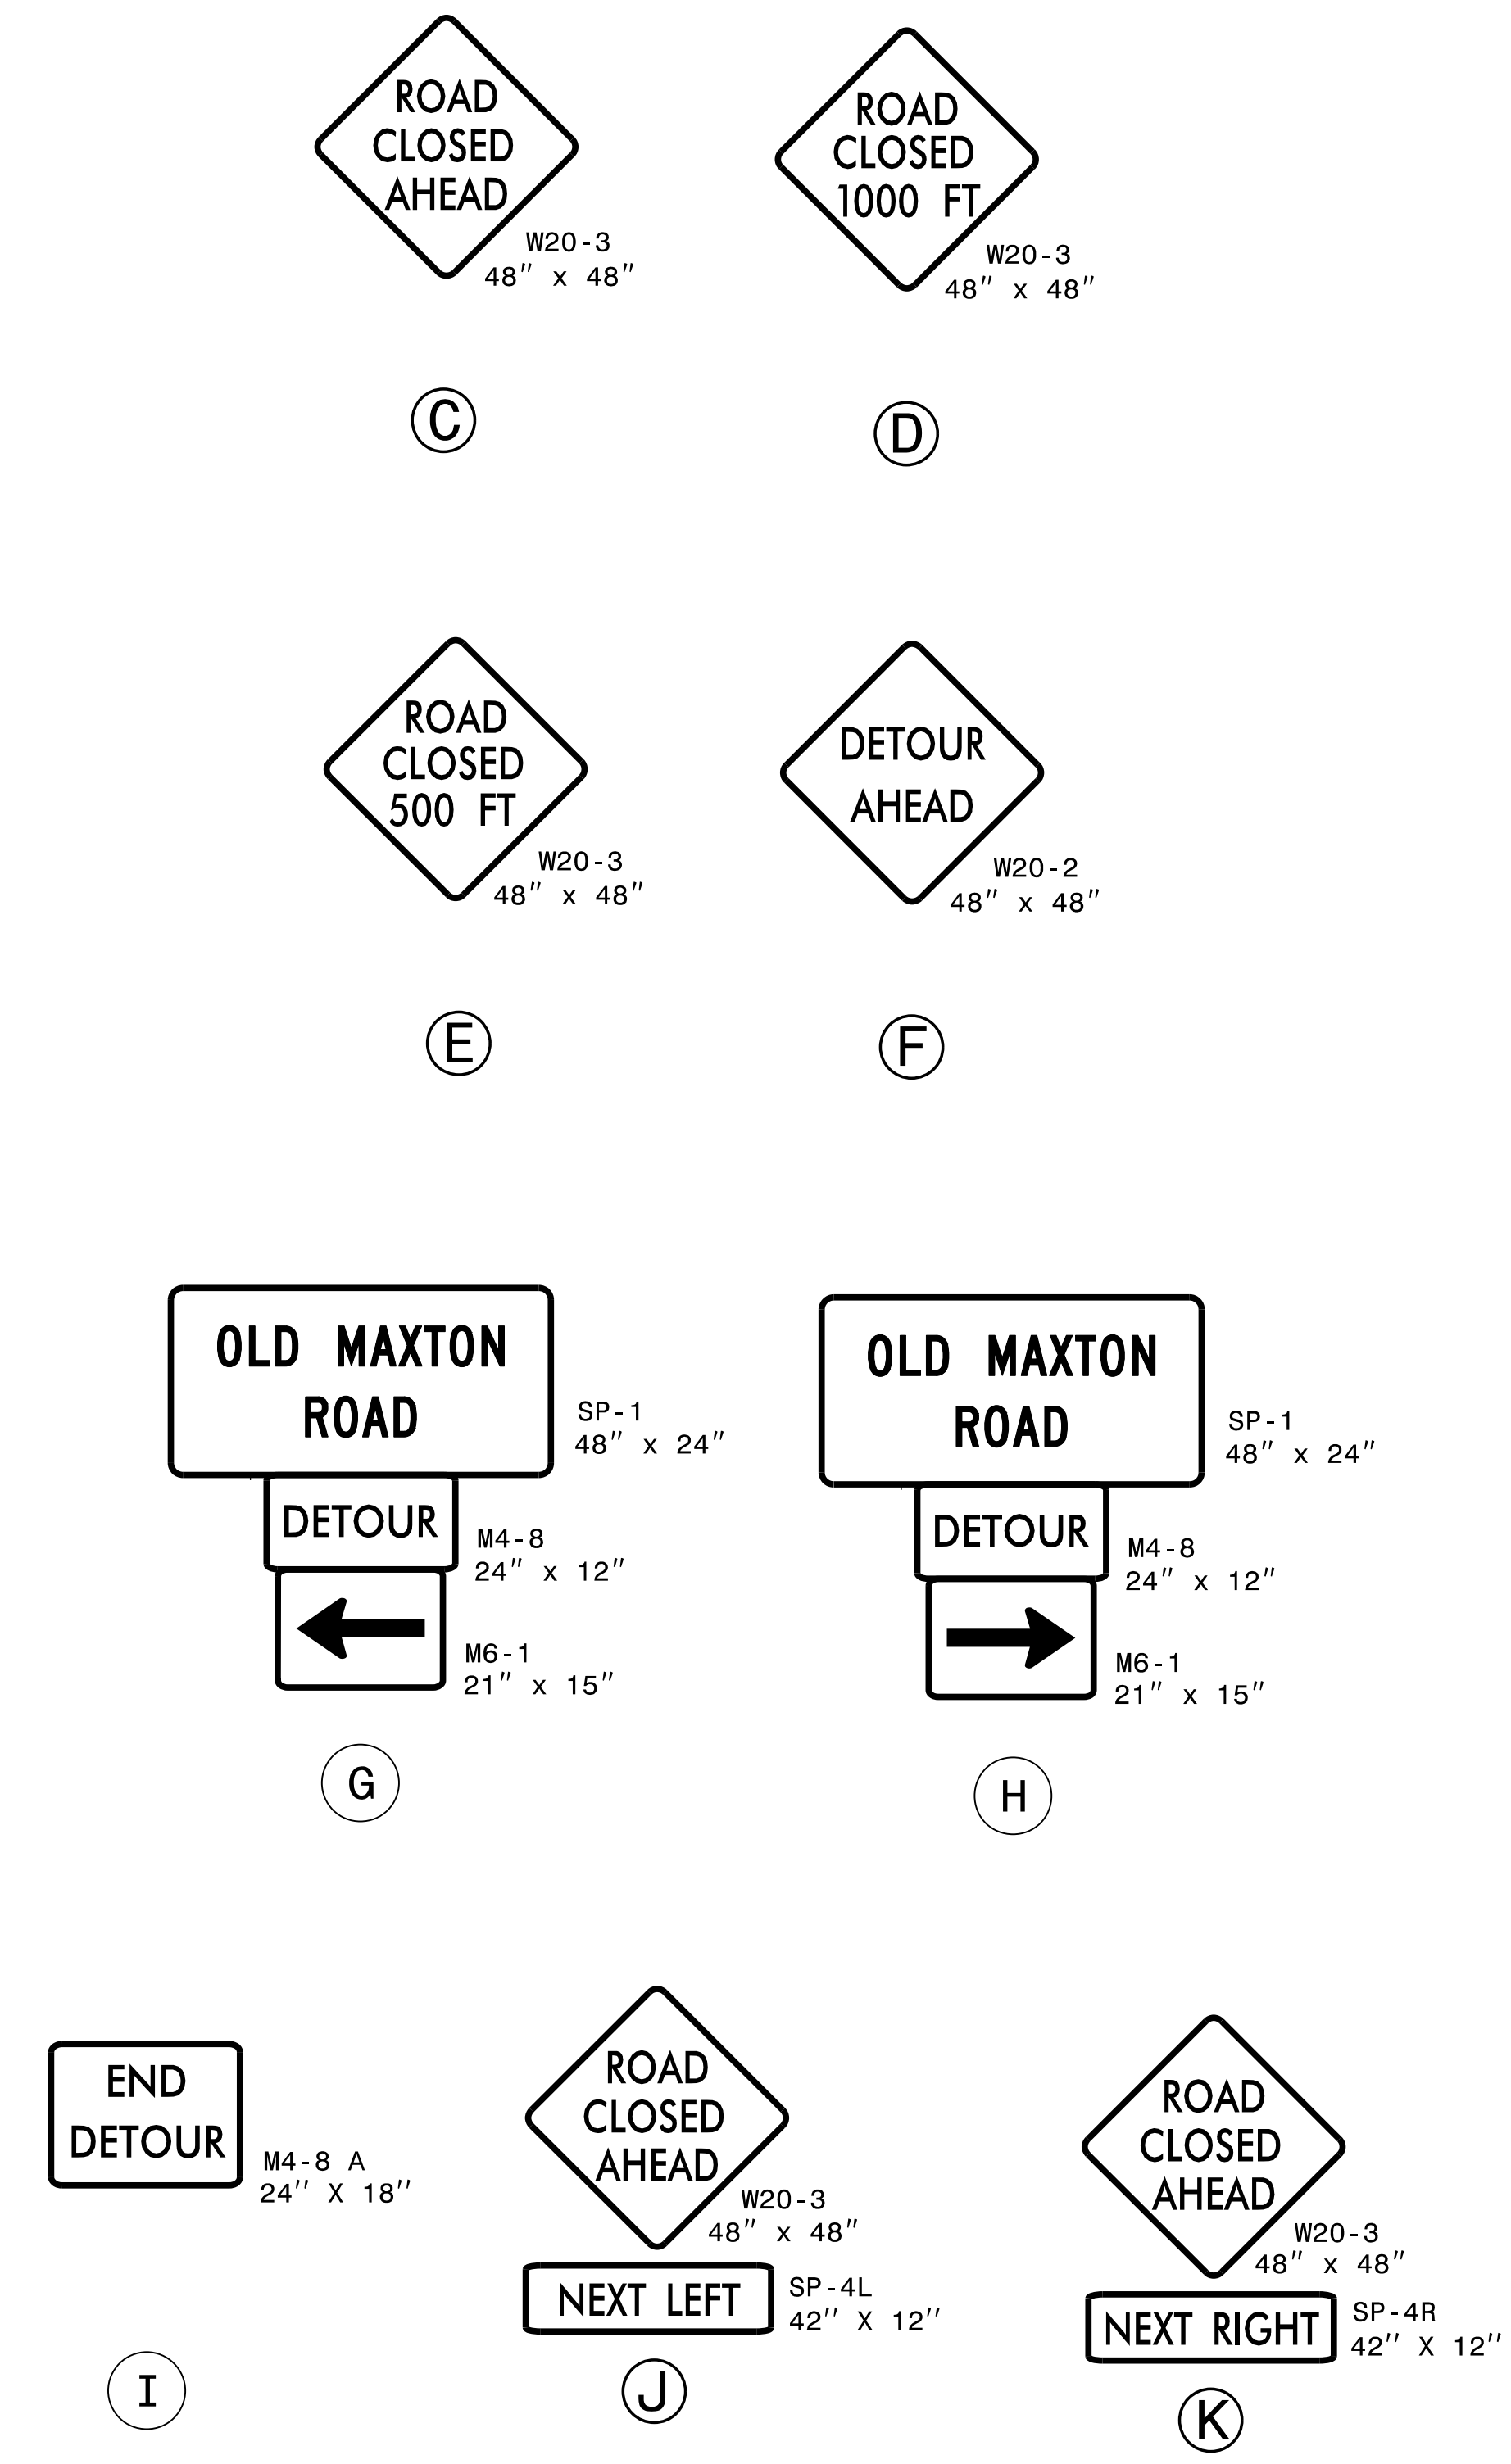 ROAD
CLOSED
AHEAD
W20-3
48" x 48"
C
ROAD
CLOSED
1000 FT
W20-3
48" x 48"
D
ROAD
CLOSED
500 FT
W20-3
48" x 48"
E
DETOUR
AHEAD
W20-2
48" x 48"
F
OLD MAXTON
ROAD
SP-1
48" x 24"
DETOUR
M4-8
24" x 12"
M6-1
21" x 15"
G
OLD MAXTON
ROAD
SP-1
48" x 24"
DETOUR
M4-8
24" x 12"
M6-1
21" x 15"
H
END
DETOUR
M4-8 A
24'' X 18''
I
ROAD
CLOSED
AHEAD
W20-3
48" x 48"
NEXT LEFT
SP-4L
42'' X 12''
J
ROAD
CLOSED
AHEAD
W20-3
48" x 48"
NEXT RIGHT
SP-4R
42'' X 12''
K